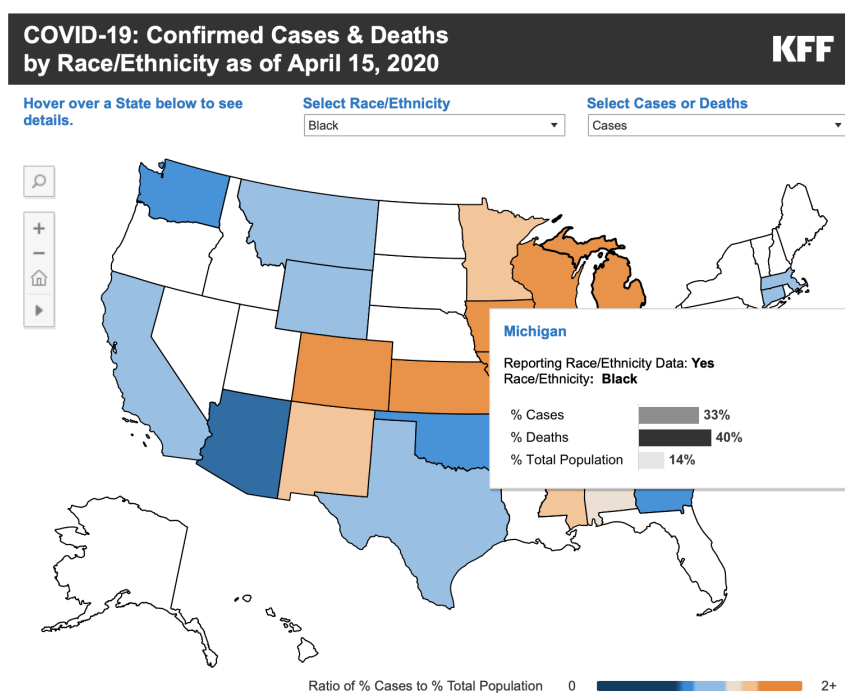 COVID-19: Confirmed Cases & Deaths
by Race/Ethnicity as of April 15, 2020
KFF
Hover over a State below to see
details.
Select Race/Ethnicity
Black
Select Cases or Deaths
Cases
Michigan
Reporting Race/Ethnicity Data: Yes
Race/Ethnicity: Black
% Cases 33%
% Deaths 40%
% Total Population 14%
Ratio of % Cases to % Total Population 0 2+